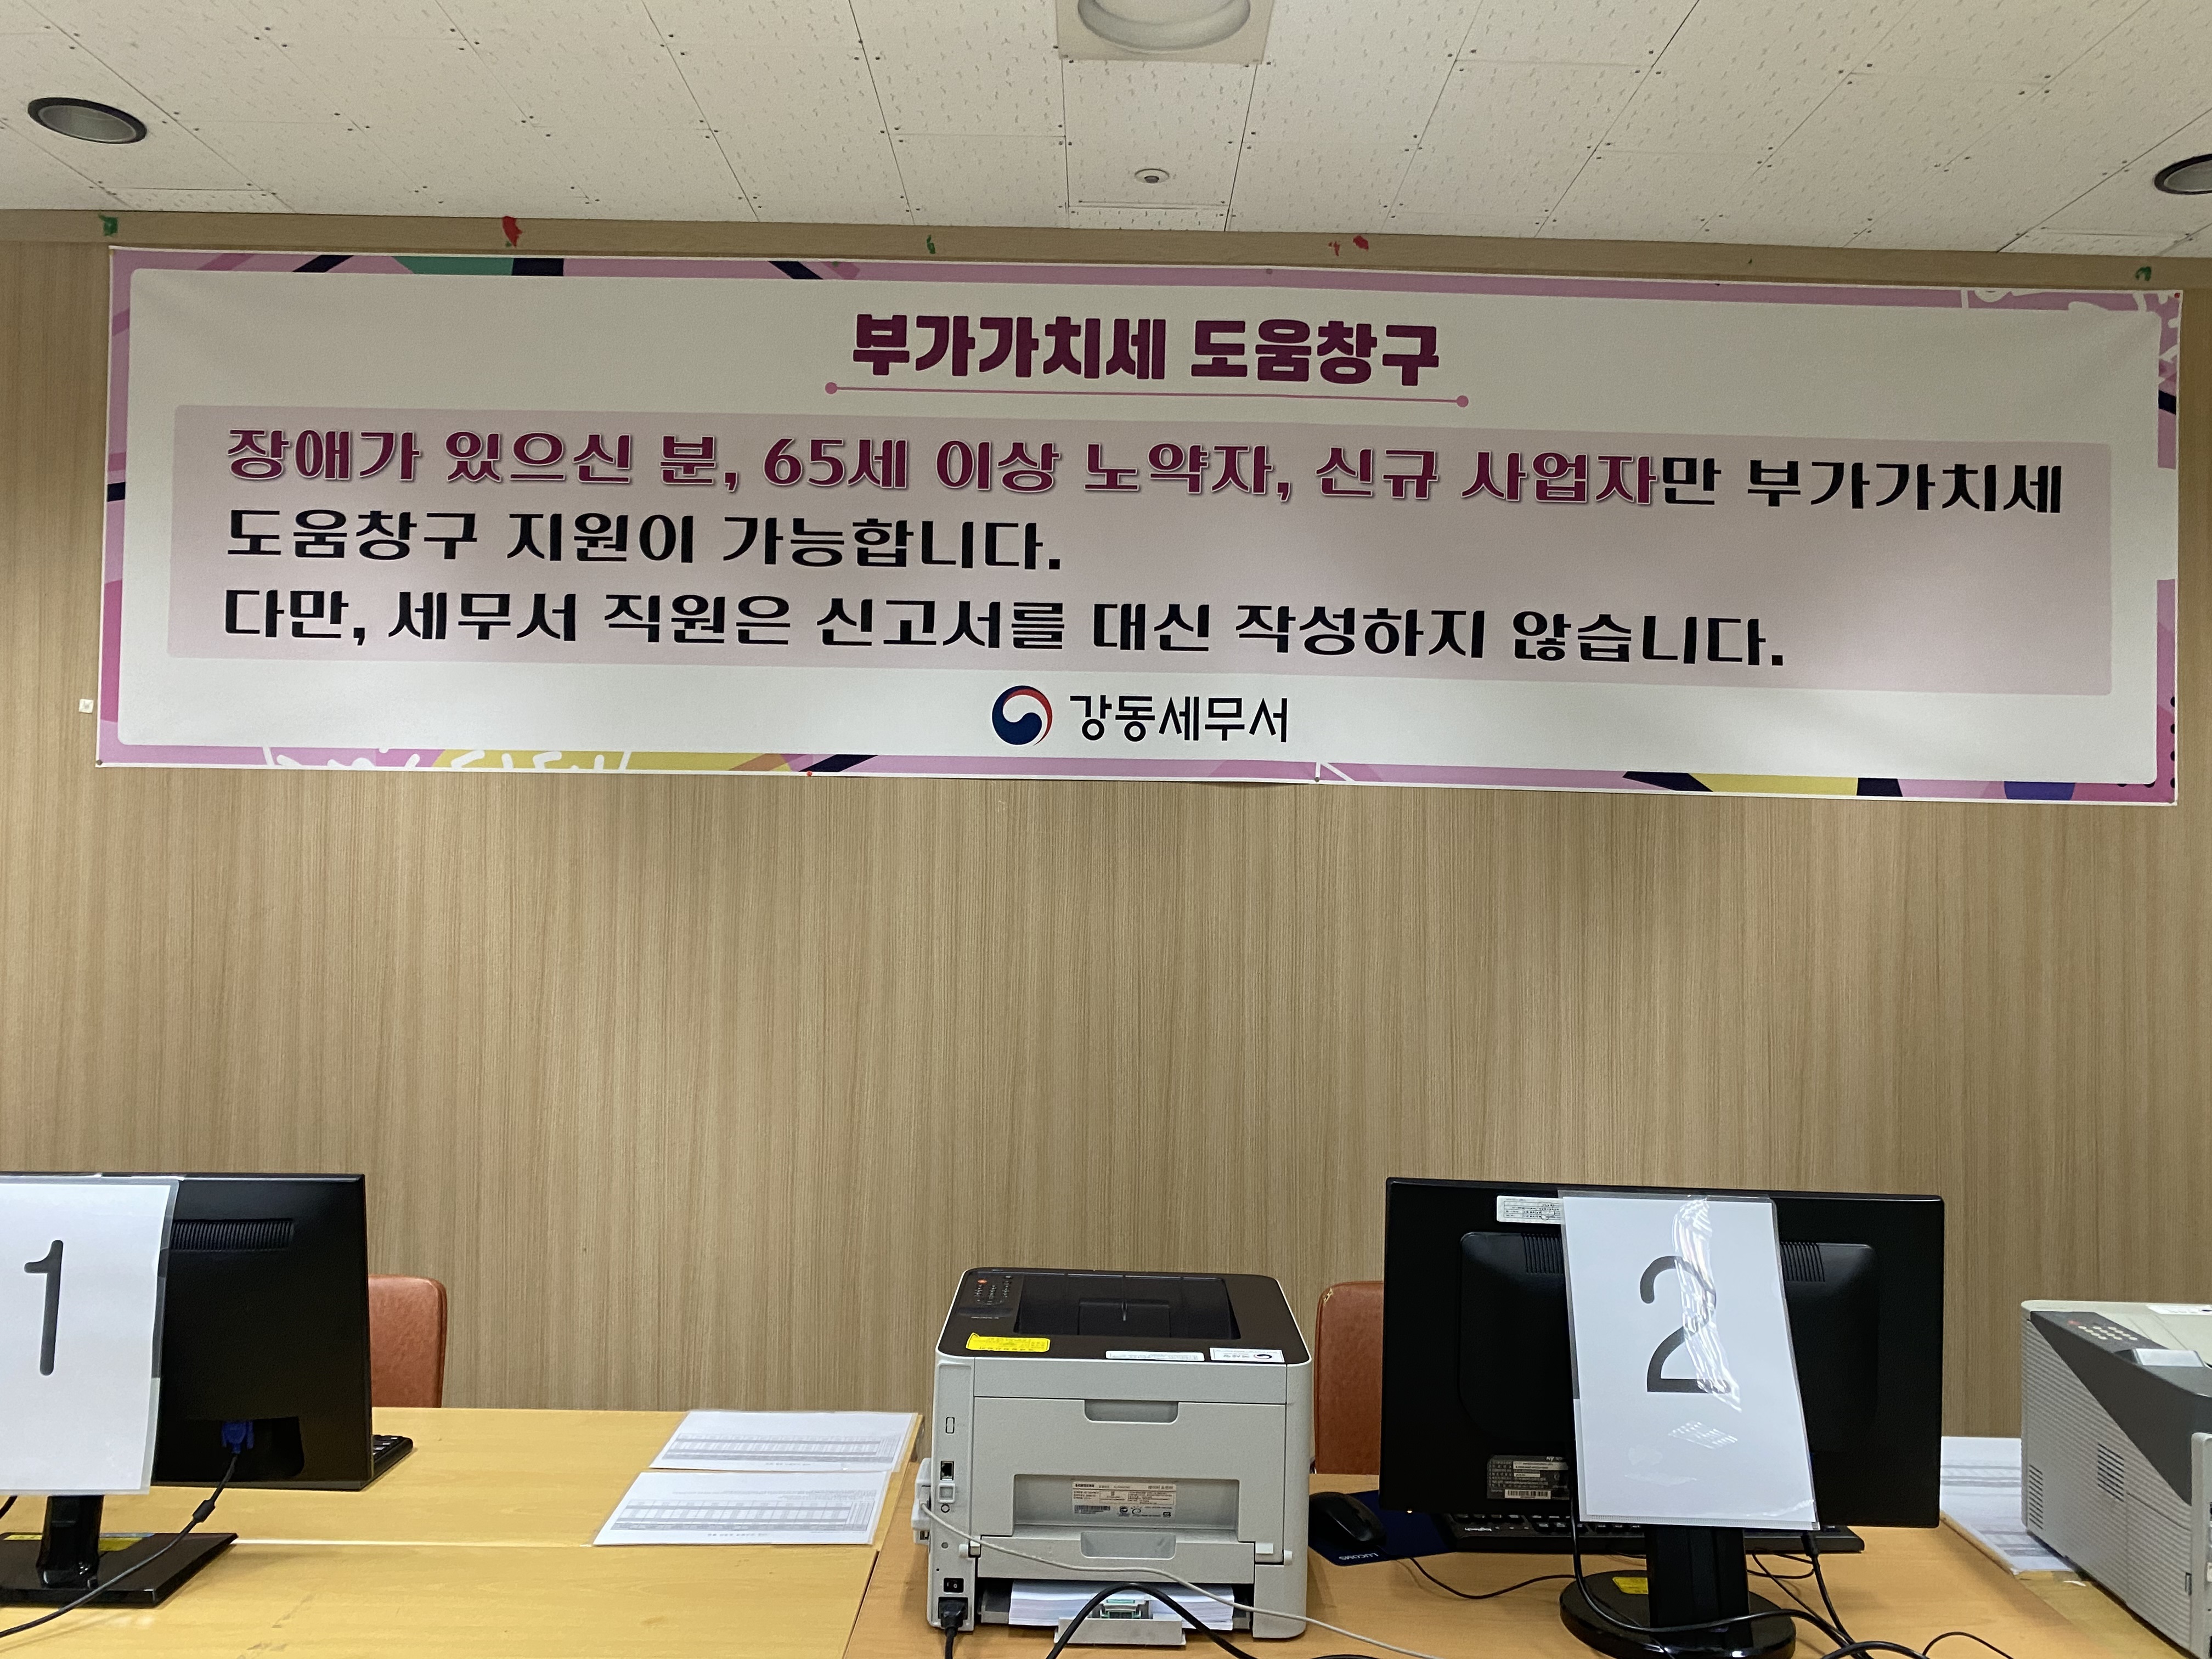 부가가치세 도움창구
장애가 있으신 분, 65세 이상 노약자, 신규 사업자만 부가가치세
도움창구 지원이 가능합니다.
다만, 세무서 직원은 신고서를 대신 작성하지 않습니다.
강동세무서
1
2
SAMSUNG
LUCOMS
logitech